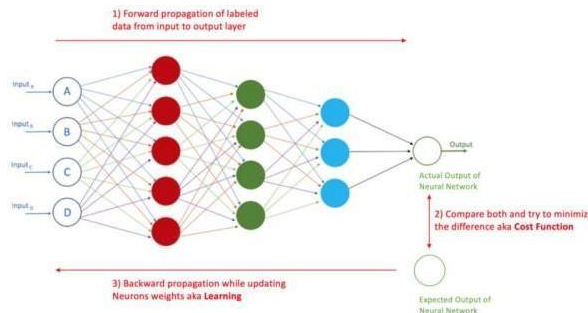 1) Forward propagation of labeled
data from input to output layer
Input
A
Input
B
Input C
C
Input
D
Output
Actual Output of
Neural Network
2) Compare both and try to minimiz
the difference aka Cost Function
3) Backward propagation while updating
Neurons weights aka Learning
Expected Output of
Neural Network